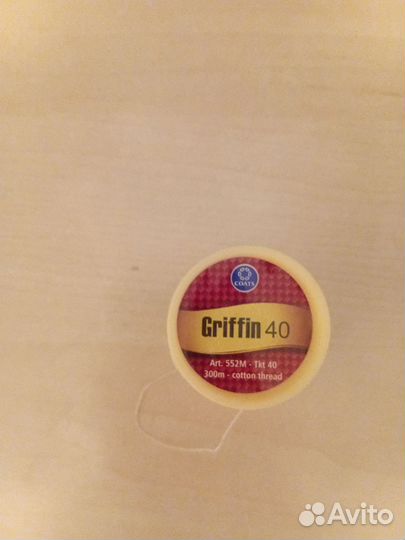 COATS
Griffin 40
Art. 552M - Tkt 40
300m - cotton thread
Avito